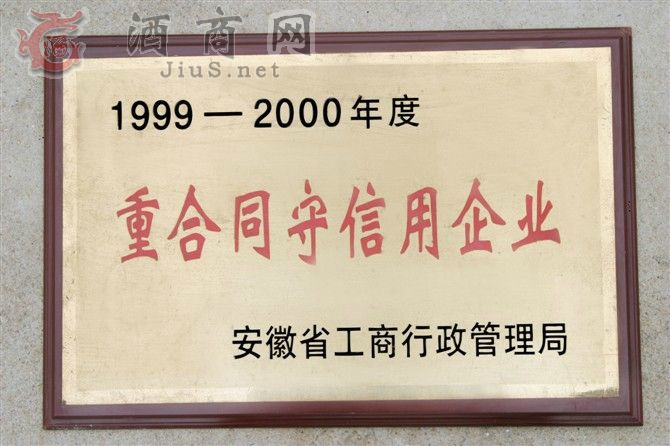 酒商网
JiuS.net
1999—2000年度
重合同守信用企业
安徽省工商行政管理局